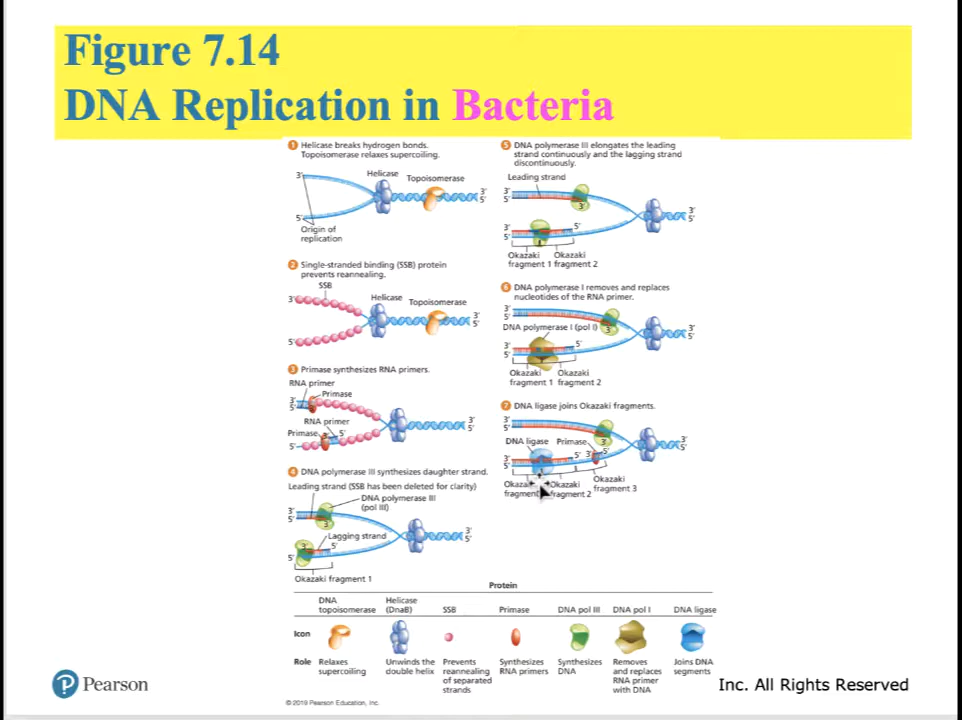 Figure 7.14
DNA Replication in Bacteria
1 Helicase breaks hydrogen bonds.
Topoisomerase relaxes supercoiling.
3'
Helicase
Topoisomerase
3'
5'
5'
Origin of
replication
2 Single-stranded binding (SSB) protein
prevents reannealing.
SSB
3'
Helicase
Topoisomerase
3'
5'
5'
3 Primase synthesizes RNA primers.
RNA primer
Primase
3'
5'
RNA primer
Primase
3'
5'
3'
5'
5'
4 DNA polymerase III synthesizes daughter strand.
Leading strand (SSB has been deleted for clarity)
DNA polymerase III
(pol III)
3'
5'
3'
Lagging strand
3'
5'
3'
5'
5'
Okazaki fragment 1
5 DNA polymerase III elongates the leading
strand continuously and the lagging strand
discontinuously.
Leading strand
3'
5'
3'
3'
5'
3'
5'
5'
Okazaki Okazaki
fragment 1 fragment 2
6 DNA polymerase I removes and replaces
nucleotides of the RNA primer.
3'
5'
3'
DNA polymerase I (pol I)
3'
5'
3'
5'
5'
Okazaki Okazaki
fragment 1 fragment 2
7 DNA ligase joins Okazaki fragments.
3'
5'
3'
DNA ligase Primase
3'
5'
3'
5'
5'
3'
5'
Okazaki
fragment 3
Okazaki
fragment fragment 2
Protein
DNA
topoisomerase
Helicase
(DnaB)
SSB
Primase
DNA pol III
DNA pol I
DNA ligase
Icon
Role
Relaxes
supercoiling
Unwinds the
double helix
Prevents
reannealing
of separated
strands
Synthesizes
RNA primers
Synthesizes
DNA
Removes
and replaces
RNA primer
with DNA
Joins DNA
segments
© 2019 Pearson Education, Inc.
P Pearson
Inc. All Rights Reserved